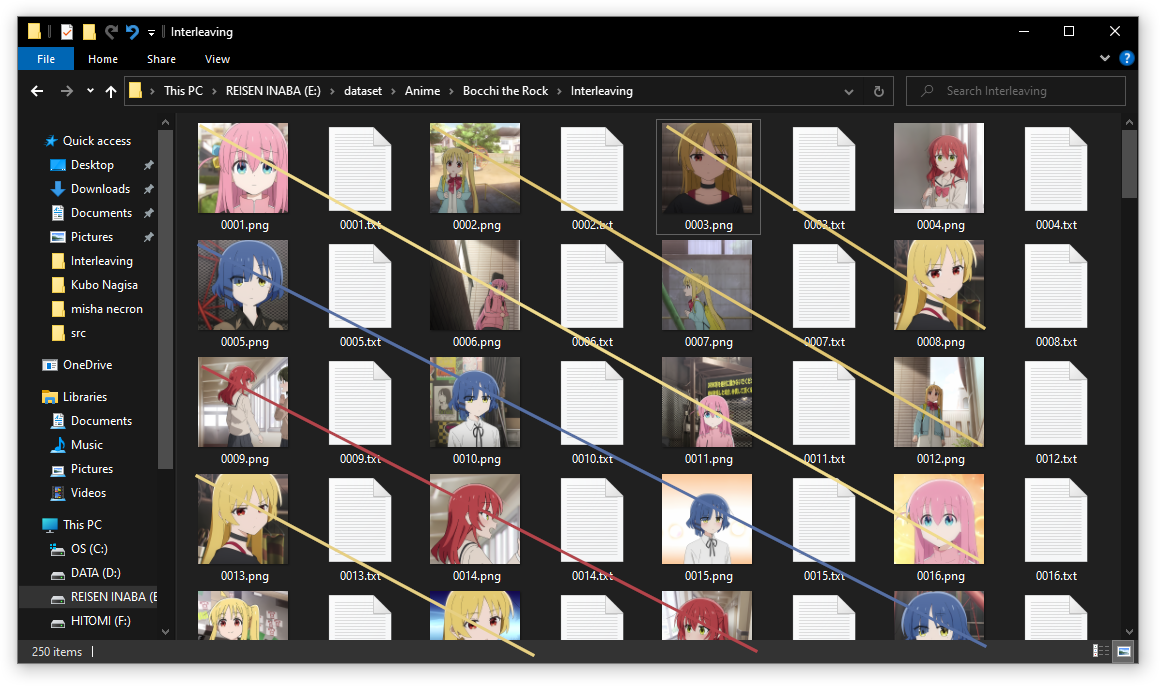 Interleaving
File Home Share View
This PC REISEN INABA (E:) dataset Anime Bocchi the Rock Interleaving
Search Interleaving
Quick access
Desktop
Downloads
Documents
Pictures
Interleaving
Kubo Nagisa
misha necron
src
OneDrive
Libraries
Documents
Music
Pictures
Videos
This PC
OS (C:)
DATA (D:)
REISEN INABA (E
HITOMI (F:)
0001.png 0001.txt 0002.png 0002.txt 0003.png 0003.txt 0004.png 0004.txt
0005.png 0005.txt 0006.png 0006.txt 0007.png 0007.txt 0008.png 0008.txt
0009.png 0009.txt 0010.png 0010.txt 0011.png 0011.txt 0012.png 0012.txt
0013.png 0013.txt 0014.png 0014.txt 0015.png 0015.txt 0016.png 0016.txt
250 items